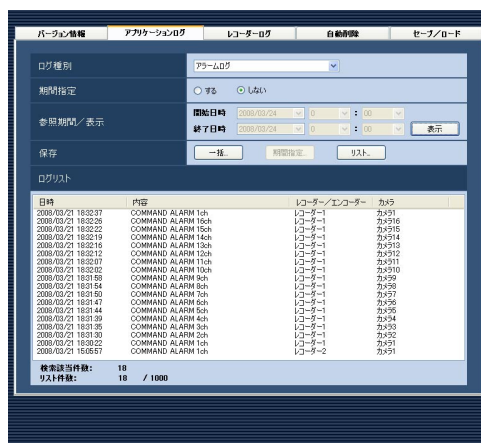 バージョン情報 アプリケーションログ レコーダーログ 自動削除 セーブ/ロード
ログ種別 アラームログ
期間指定 する しない
参照期間/表示 開始日時 2008/03/24 0 : 00
終了日時 2008/03/24 0 : 00 表示
保存 一括... 期間指定... リスト...
ログリスト
日時 内容 レコーダー/エンコーダー カメラ
2008/03/21 18:32:37 COMMAND ALARM 1ch レコーダー1 カメラ1
2008/03/21 18:32:26 COMMAND ALARM 16ch レコーダー1 カメラ16
2008/03/21 18:32:22 COMMAND ALARM 15ch レコーダー1 カメラ15
2008/03/21 18:32:19 COMMAND ALARM 14ch レコーダー1 カメラ14
2008/03/21 18:32:16 COMMAND ALARM 13ch レコーダー1 カメラ13
2008/03/21 18:32:12 COMMAND ALARM 12ch レコーダー1 カメラ12
2008/03/21 18:32:07 COMMAND ALARM 11ch レコーダー1 カメラ11
2008/03/21 18:32:02 COMMAND ALARM 10ch レコーダー1 カメラ10
2008/03/21 18:31:58 COMMAND ALARM 9ch レコーダー1 カメラ9
2008/03/21 18:31:54 COMMAND ALARM 8ch レコーダー1 カメラ8
2008/03/21 18:31:50 COMMAND ALARM 7ch レコーダー1 カメラ7
2008/03/21 18:31:47 COMMAND ALARM 6ch レコーダー1 カメラ6
2008/03/21 18:31:44 COMMAND ALARM 5ch レコーダー1 カメラ5
2008/03/21 18:31:39 COMMAND ALARM 4ch レコーダー1 カメラ4
2008/03/21 18:31:35 COMMAND ALARM 3ch レコーダー1 カメラ3
2008/03/21 18:31:30 COMMAND ALARM 2ch レコーダー1 カメラ2
2008/03/21 18:30:22 COMMAND ALARM 1ch レコーダー1 カメラ1
2008/03/21 15:05:57 COMMAND ALARM 1ch レコーダー2 カメラ1
検索該当件数: 18
リスト件数: 18 / 1000